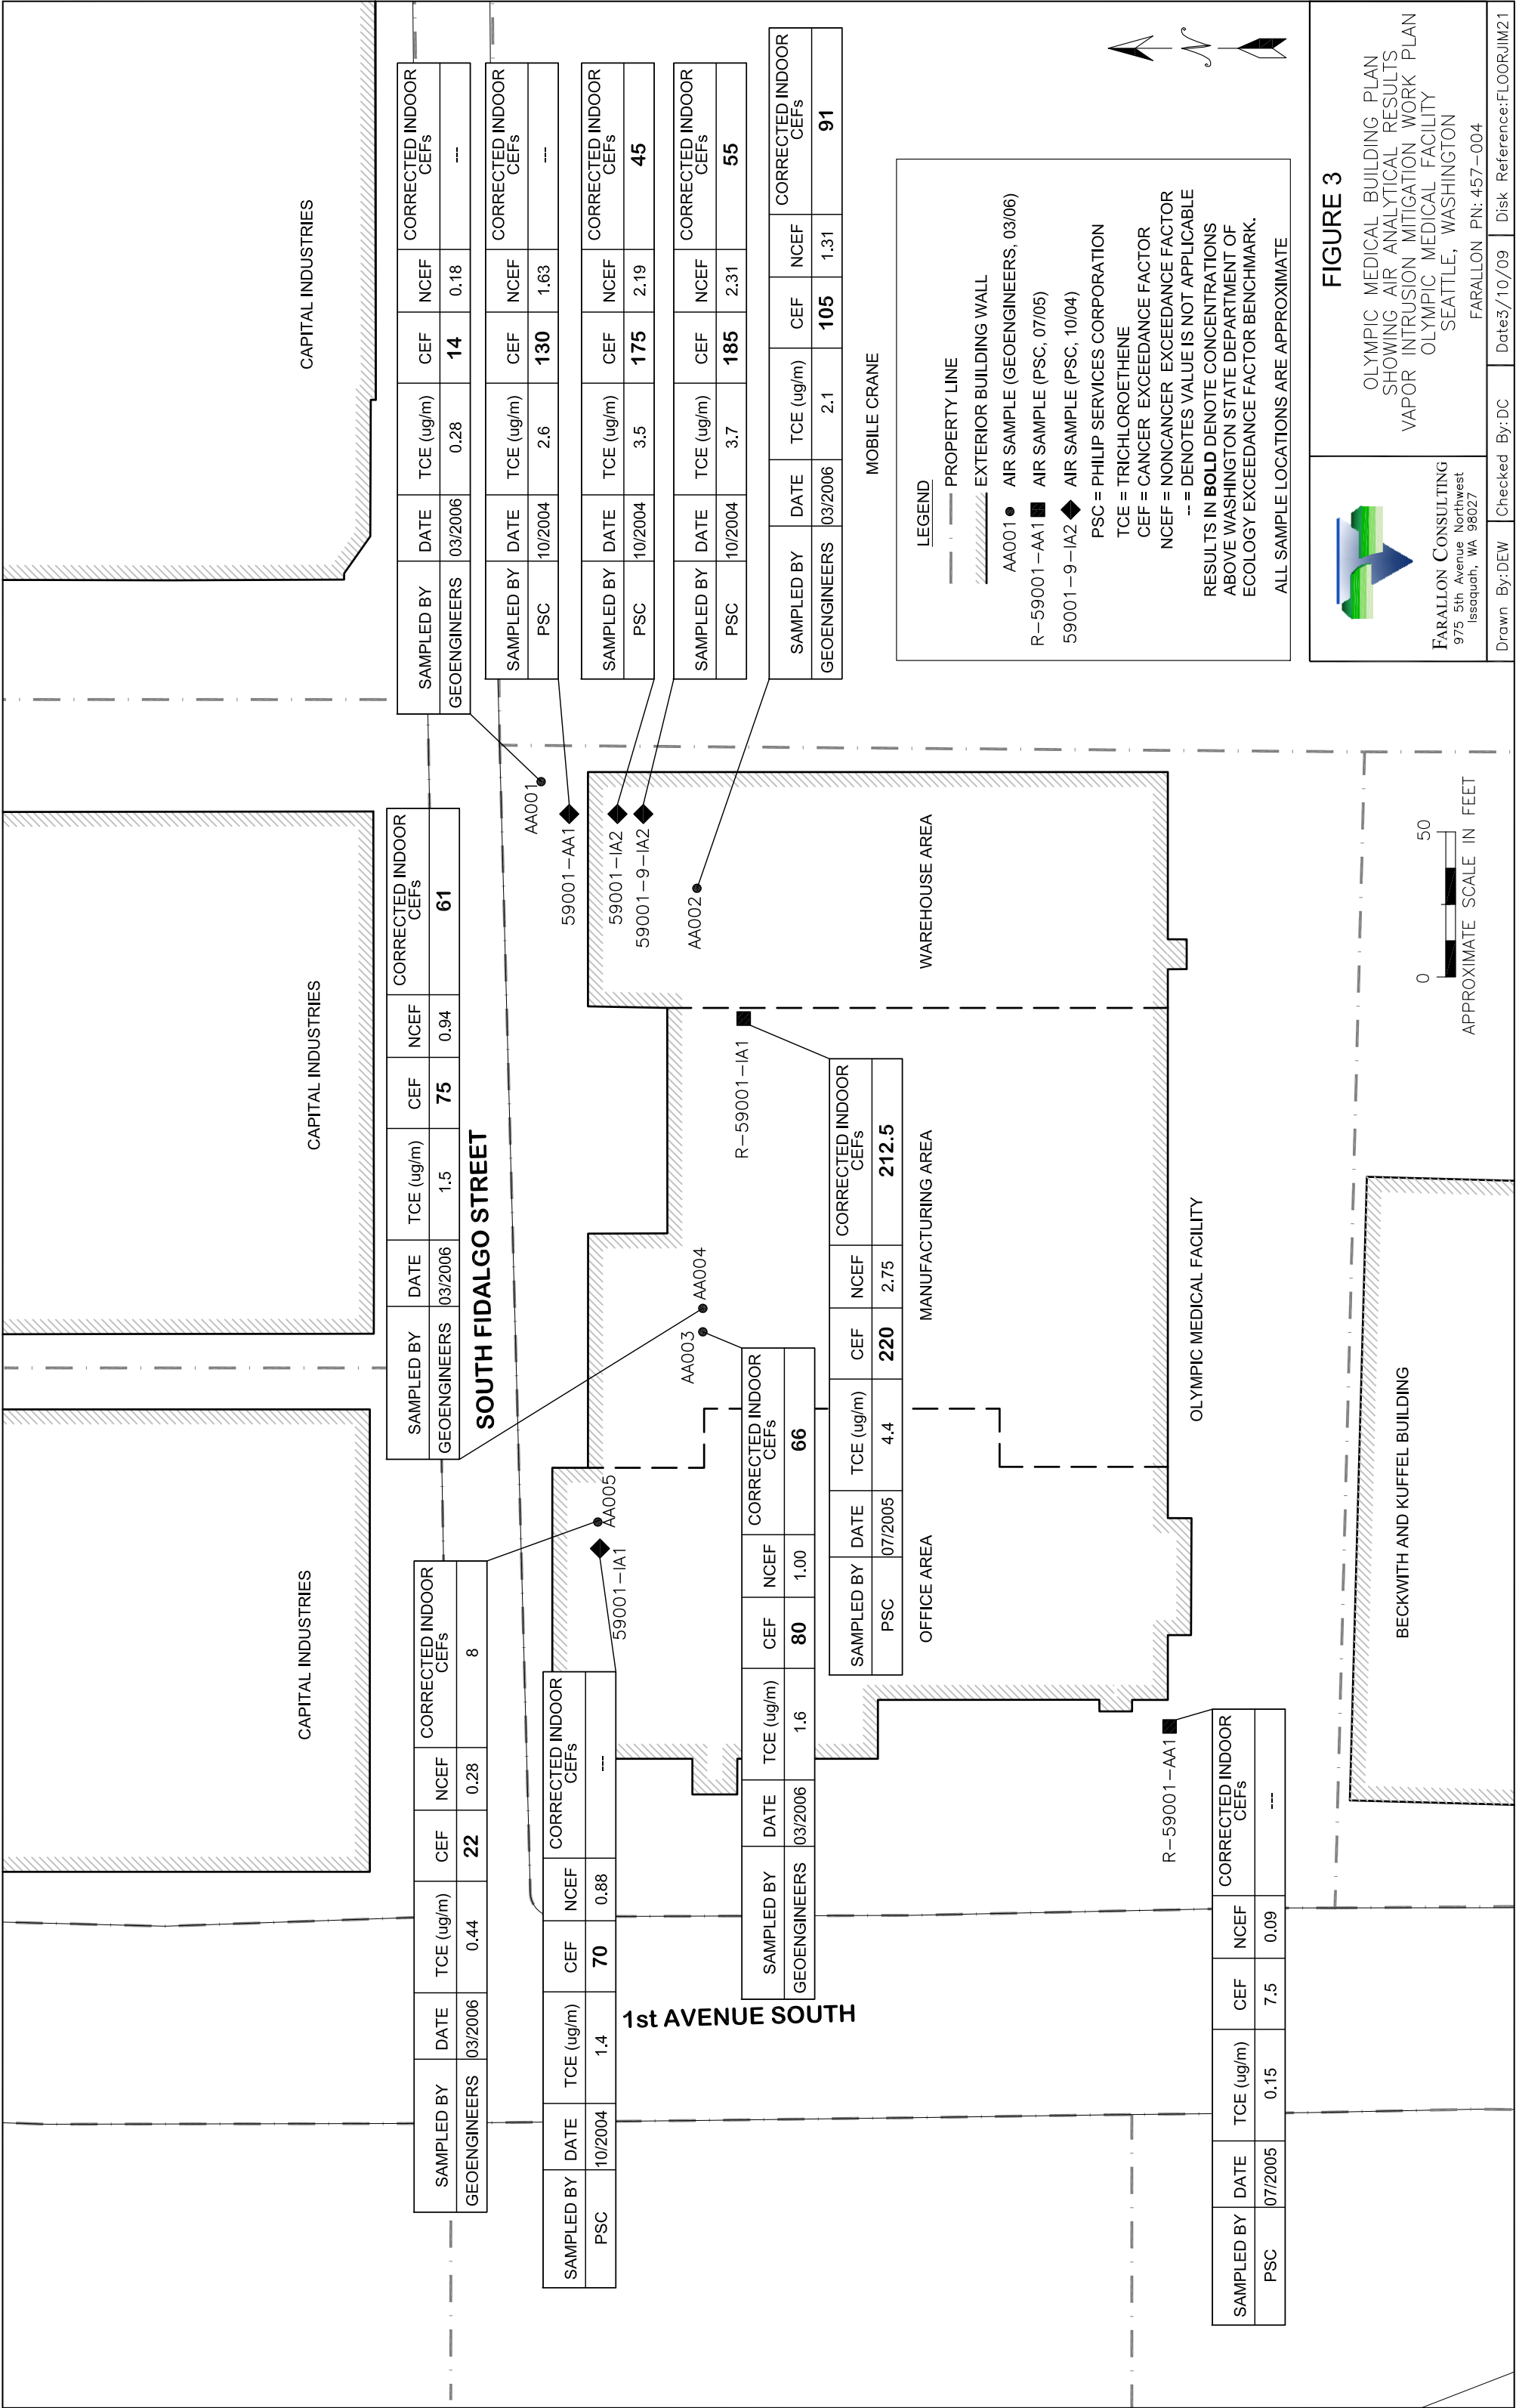 CAPITAL INDUSTRIES
CAPITAL INDUSTRIES
CAPITAL INDUSTRIES
SAMPLED BY DATE TCE (ug/m) CEF NCEF CORRECTED INDOOR CEFs
GEOENGINEERS 03/2006 0.44 22 0.28 8
SAMPLED BY DATE TCE (ug/m) CEF NCEF CORRECTED INDOOR CEFs
GEOENGINEERS 03/2006 1.5 75 0.94 61
SAMPLED BY DATE TCE (ug/m) CEF NCEF CORRECTED INDOOR CEFs
GEOENGINEERS 03/2006 0.28 14 0.18 ---
SOUTH FIDALGO STREET
SAMPLED BY DATE TCE (ug/m) CEF NCEF CORRECTED INDOOR CEFs
PSC 10/2004 2.6 130 1.63 ---
SAMPLED BY DATE TCE (ug/m) CEF NCEF CORRECTED INDOOR CEFs
PSC 10/2004 1.4 70 0.88 ---
SAMPLED BY DATE TCE (ug/m) CEF NCEF CORRECTED INDOOR CEFs
PSC 10/2004 3.5 175 2.19 45
SAMPLED BY DATE TCE (ug/m) CEF NCEF CORRECTED INDOOR CEFs
PSC 10/2004 3.7 185 2.31 55
SAMPLED BY DATE TCE (ug/m) CEF NCEF CORRECTED INDOOR CEFs
GEOENGINEERS 03/2006 2.1 105 1.31 91
AA001
59001-AA1
59001-IA2
59001-9-IA2
AA002
AA005
59001-IA1
AA003
AA004
R-59001-IA1
1st AVENUE SOUTH
SAMPLED BY DATE TCE (ug/m) CEF NCEF CORRECTED INDOOR CEFs
GEOENGINEERS 03/2006 1.6 80 1.00 66
SAMPLED BY DATE TCE (ug/m) CEF NCEF CORRECTED INDOOR CEFs
PSC 07/2005 4.4 220 2.75 212.5
OFFICE AREA
MANUFACTURING AREA
WAREHOUSE AREA
MOBILE CRANE
R-59001-AA1
OLYMPIC MEDICAL FACILITY
SAMPLED BY DATE TCE (ug/m) CEF NCEF CORRECTED INDOOR CEFs
PSC 07/2005 0.15 7.5 0.09 ---
BECKWITH AND KUFFEL BUILDING
0 50
APPROXIMATE SCALE IN FEET
LEGEND
PROPERTY LINE
EXTERIOR BUILDING WALL
AA001 AIR SAMPLE (GEOENGINEERS, 03/06)
R-59001-AA1 AIR SAMPLE (PSC, 07/05)
59001-9-IA2 AIR SAMPLE (PSC, 10/04)
PSC = PHILIP SERVICES CORPORATION
TCE = TRICHLOROETHENE
CEF = CANCER EXCEEDANCE FACTOR
NCEF = NONCANCER EXCEEDANCE FACTOR
-- = DENOTES VALUE IS NOT APPLICABLE
RESULTS IN BOLD DENOTE CONCENTRATIONS
ABOVE WASHINGTON STATE DEPARTMENT OF
ECOLOGY EXCEEDANCE FACTOR BENCHMARK.
ALL SAMPLE LOCATIONS ARE APPROXIMATE
N
FARALLON CONSULTING
975 5th Avenue Northwest
Issaquah, WA 98027
FIGURE 3
OLYMPIC MEDICAL BUILDING PLAN
SHOWING AIR ANALYTICAL RESULTS
VAPOR INTRUSION MITIGATION WORK PLAN
OLYMPIC MEDICAL FACILITY
SEATTLE, WASHINGTON
FARALLON PN: 457-004
Drawn By:DEW Checked By:DC Date3/10/09 Disk Reference:FLOORJIM21